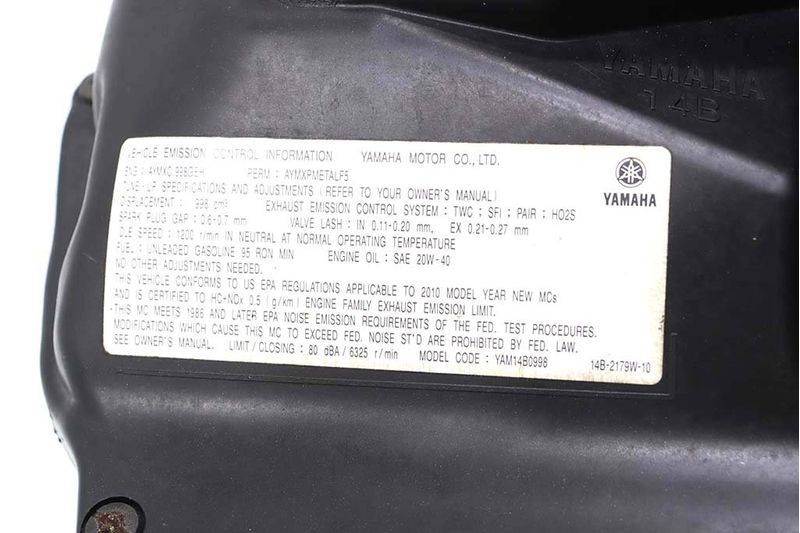 YAMAHA
14B
VEHICLE EMISSION CONTROL INFORMATION YAMAHA MOTOR CO., LTD.
ENG : AYMXC.998GEH PERM : AYMXPMETALF5
TUNE-UP SPECIFICATIONS AND ADJUSTMENTS (REFER TO YOUR OWNER'S MANUAL)
DISPLACEMENT : 998 cm³ EXHAUST EMISSION CONTROL SYSTEM : TWC ; SFI ; PAIR ; HO2S
SPARK PLUG GAP : 0.6-0.7 mm VALVE LASH : IN 0.11-0.20 mm, EX 0.21-0.27 mm
IDLE SPEED : 1200 r/min IN NEUTRAL AT NORMAL OPERATING TEMPERATURE
FUEL : UNLEADED GASOLINE 95 RON MIN ENGINE OIL : SAE 20W-40
NO OTHER ADJUSTMENTS NEEDED.
THIS VEHICLE CONFORMS TO US EPA REGULATIONS APPLICABLE TO 2010 MODEL YEAR NEW MCs
AND IS CERTIFIED TO HC+NOx 0.5 (g/km) ENGINE FAMILY EXHAUST EMISSION LIMIT.
•THIS MC MEETS 1986 AND LATER EPA NOISE EMISSION REQUIREMENTS OF THE FED. TEST PROCEDURES.
MODIFICATIONS WHICH CAUSE THIS MC TO EXCEED FED. NOISE ST'D ARE PROHIBITED BY FED. LAW.
SEE OWNER'S MANUAL. LIMIT / CLOSING : 80 dBA / 6325 r/min MODEL CODE : YAM14B0998 14B-2179W-10
YAMAHA